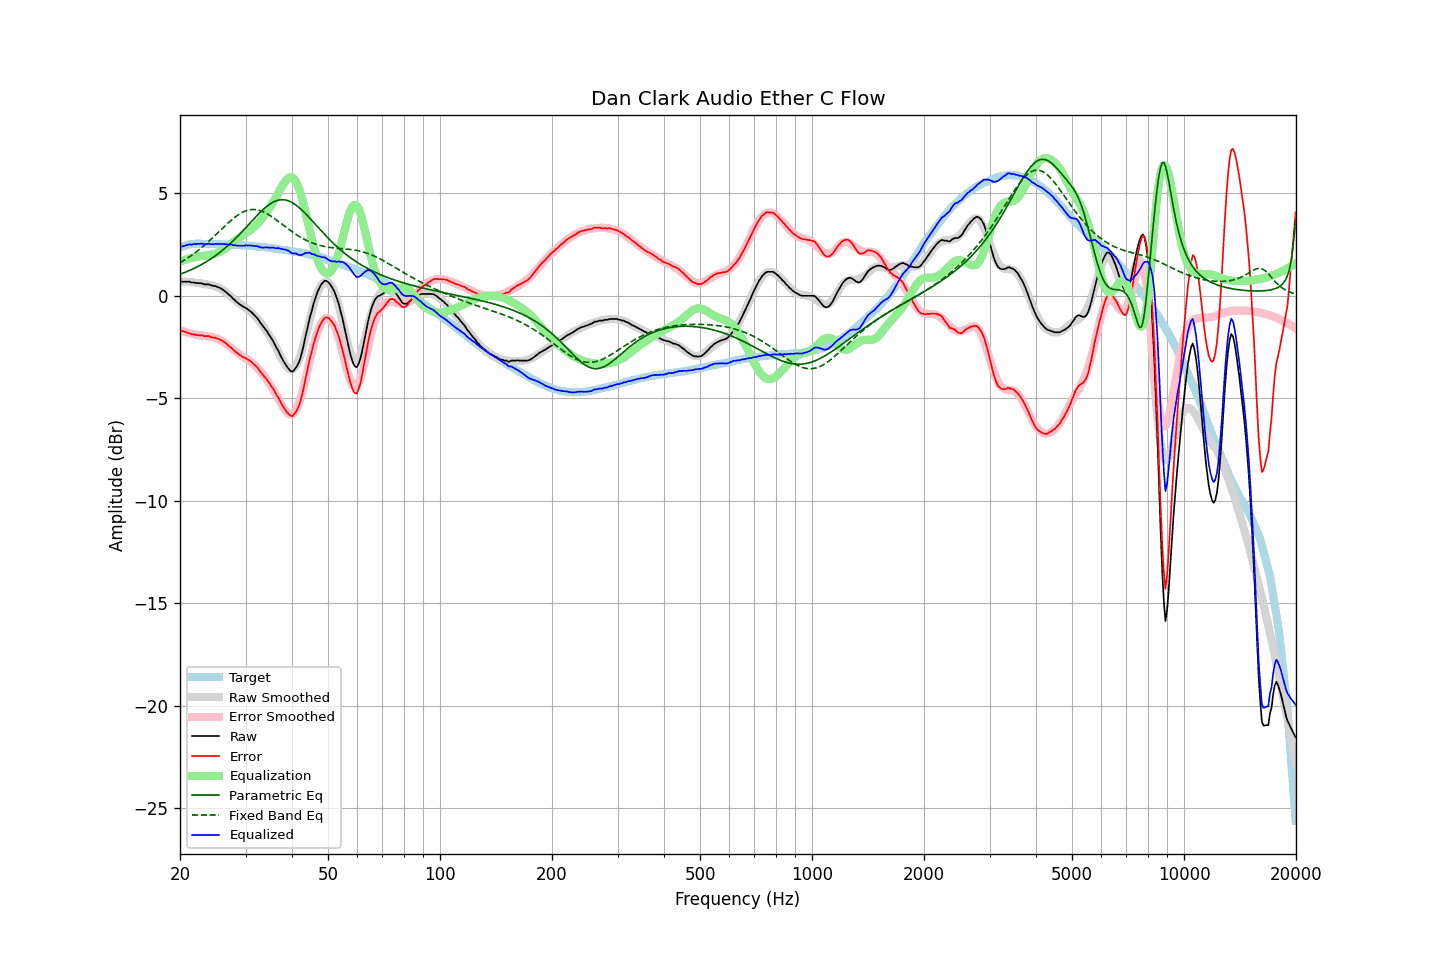 Dan Clark Audio Ether C Flow
5
0
−5
−10
−15
−20
−25
Amplitude (dBr)
Target
Raw Smoothed
Error Smoothed
Raw
Error
Equalization
Parametric Eq
Fixed Band Eq
Equalized
20 50 100 200 500 1000 2000 5000 10000 20000
Frequency (Hz)